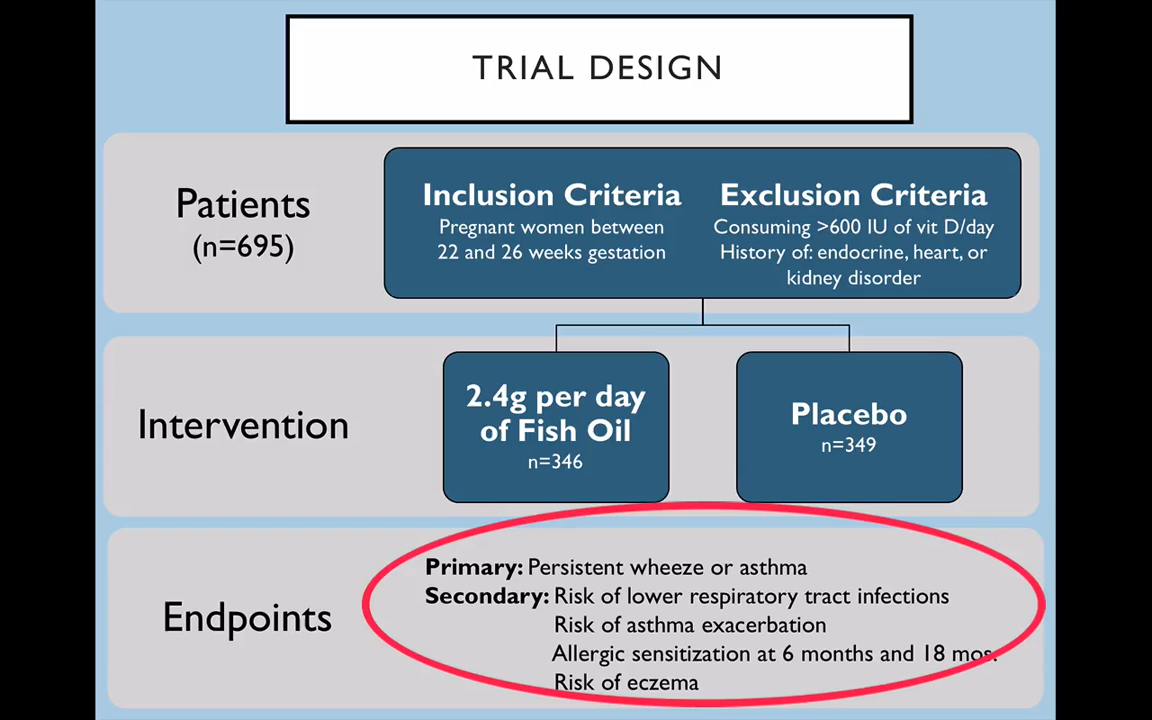 TRIAL DESIGN
Patients
(n=695)
Inclusion Criteria
Pregnant women between
22 and 26 weeks gestation
Exclusion Criteria
Consuming >600 IU of vit D/day
History of: endocrine, heart, or
kidney disorder
Intervention
2.4g per day
of Fish Oil
n=346
Placebo
n=349
Endpoints
Primary: Persistent wheeze or asthma
Secondary: Risk of lower respiratory tract infections
Risk of asthma exacerbation
Allergic sensitization at 6 months and 18 mos.
Risk of eczema